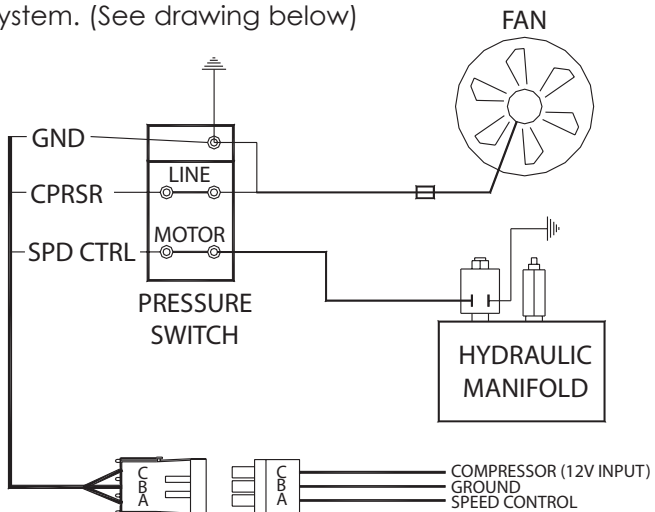 ystem. (See drawing below)
FAN
GND
LINE
CPRSR
MOTOR
SPD CTRL
PRESSURE
SWITCH
HYDRAULIC
MANIFOLD
C
B
A
C
B
A
COMPRESSOR (12V INPUT)
GROUND
SPEED CONTROL